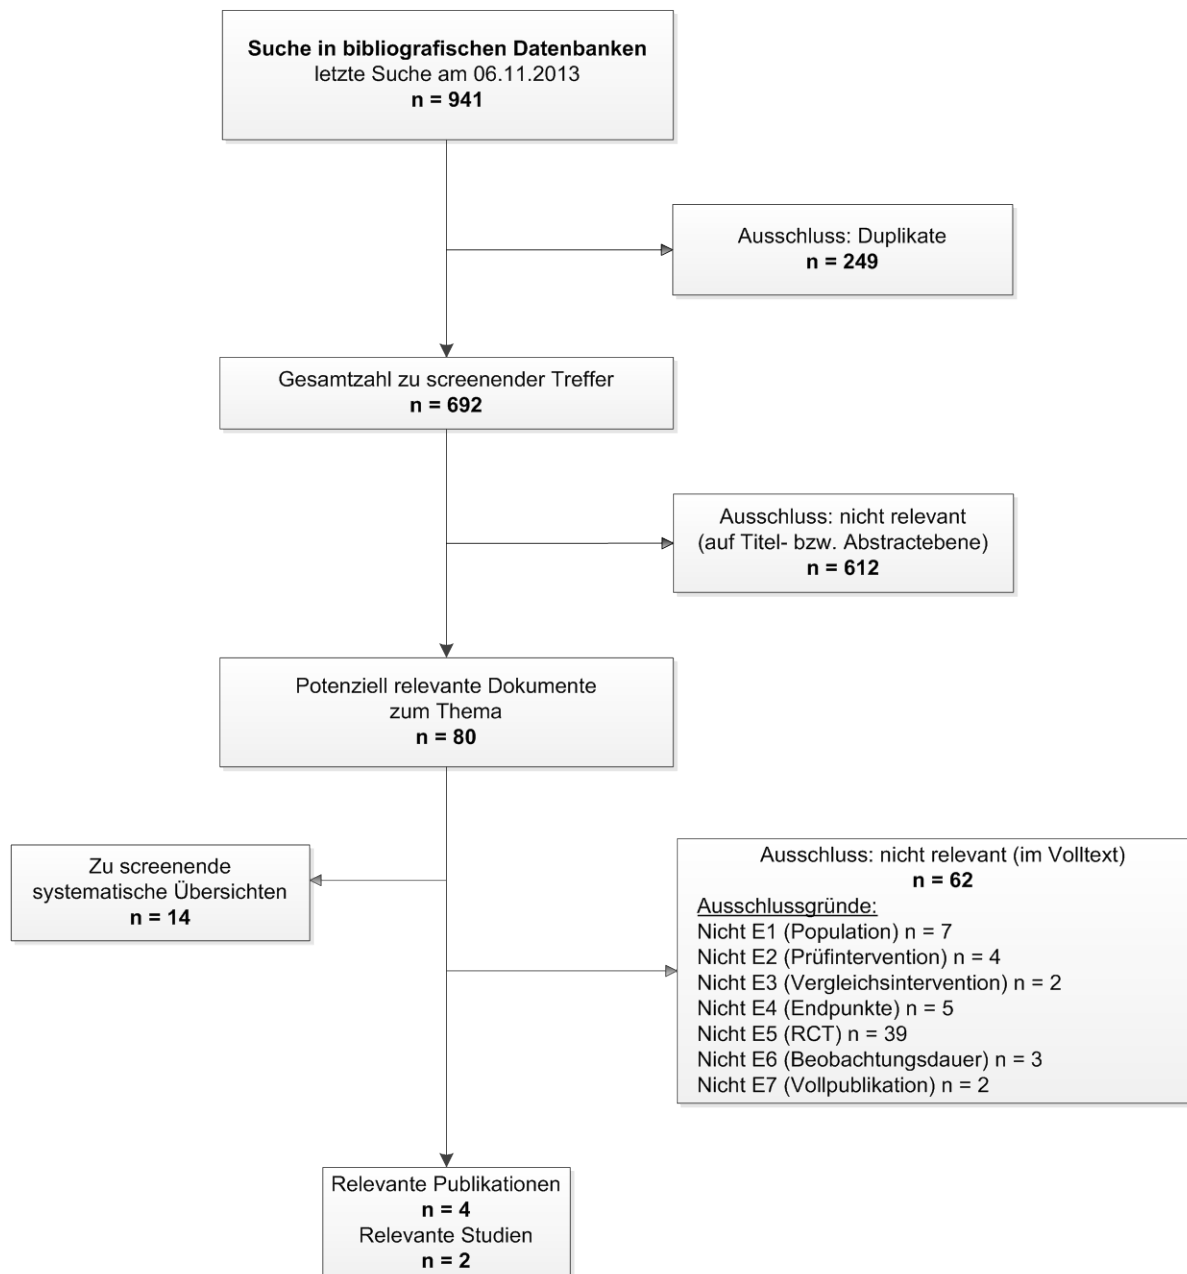 Suche in bibliografischen Datenbanken
letzte Suche am 06.11.2013
n = 941
Ausschluss: Duplikate
n = 249
Gesamtzahl zu screenender Treffer
n = 692
Ausschluss: nicht relevant
(auf Titel- bzw. Abstractebene)
n = 612
Potenziell relevante Dokumente
zum Thema
n = 80
Zu screenende
systematische Übersichten
n = 14
Ausschluss: nicht relevant (im Volltext)
n = 62
Ausschlussgründe:
Nicht E1 (Population) n = 7
Nicht E2 (Prüfintervention) n = 4
Nicht E3 (Vergleichsintervention) n = 2
Nicht E4 (Endpunkte) n = 5
Nicht E5 (RCT) n = 39
Nicht E6 (Beobachtungsdauer) n = 3
Nicht E7 (Vollpublikation) n = 2
Relevante Publikationen
n = 4
Relevante Studien
n = 2